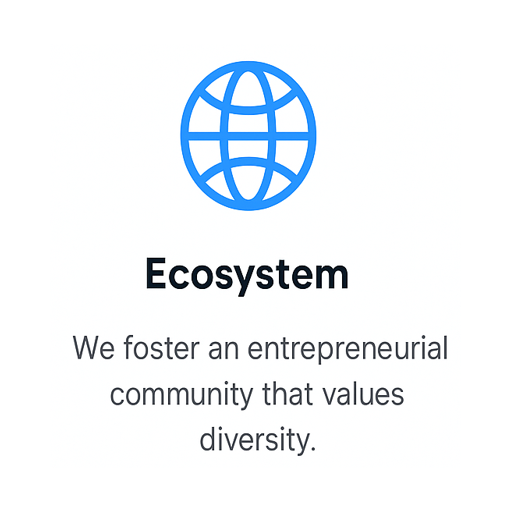 Ecosystem
We foster an entrepreneurial
community that values
diversity.